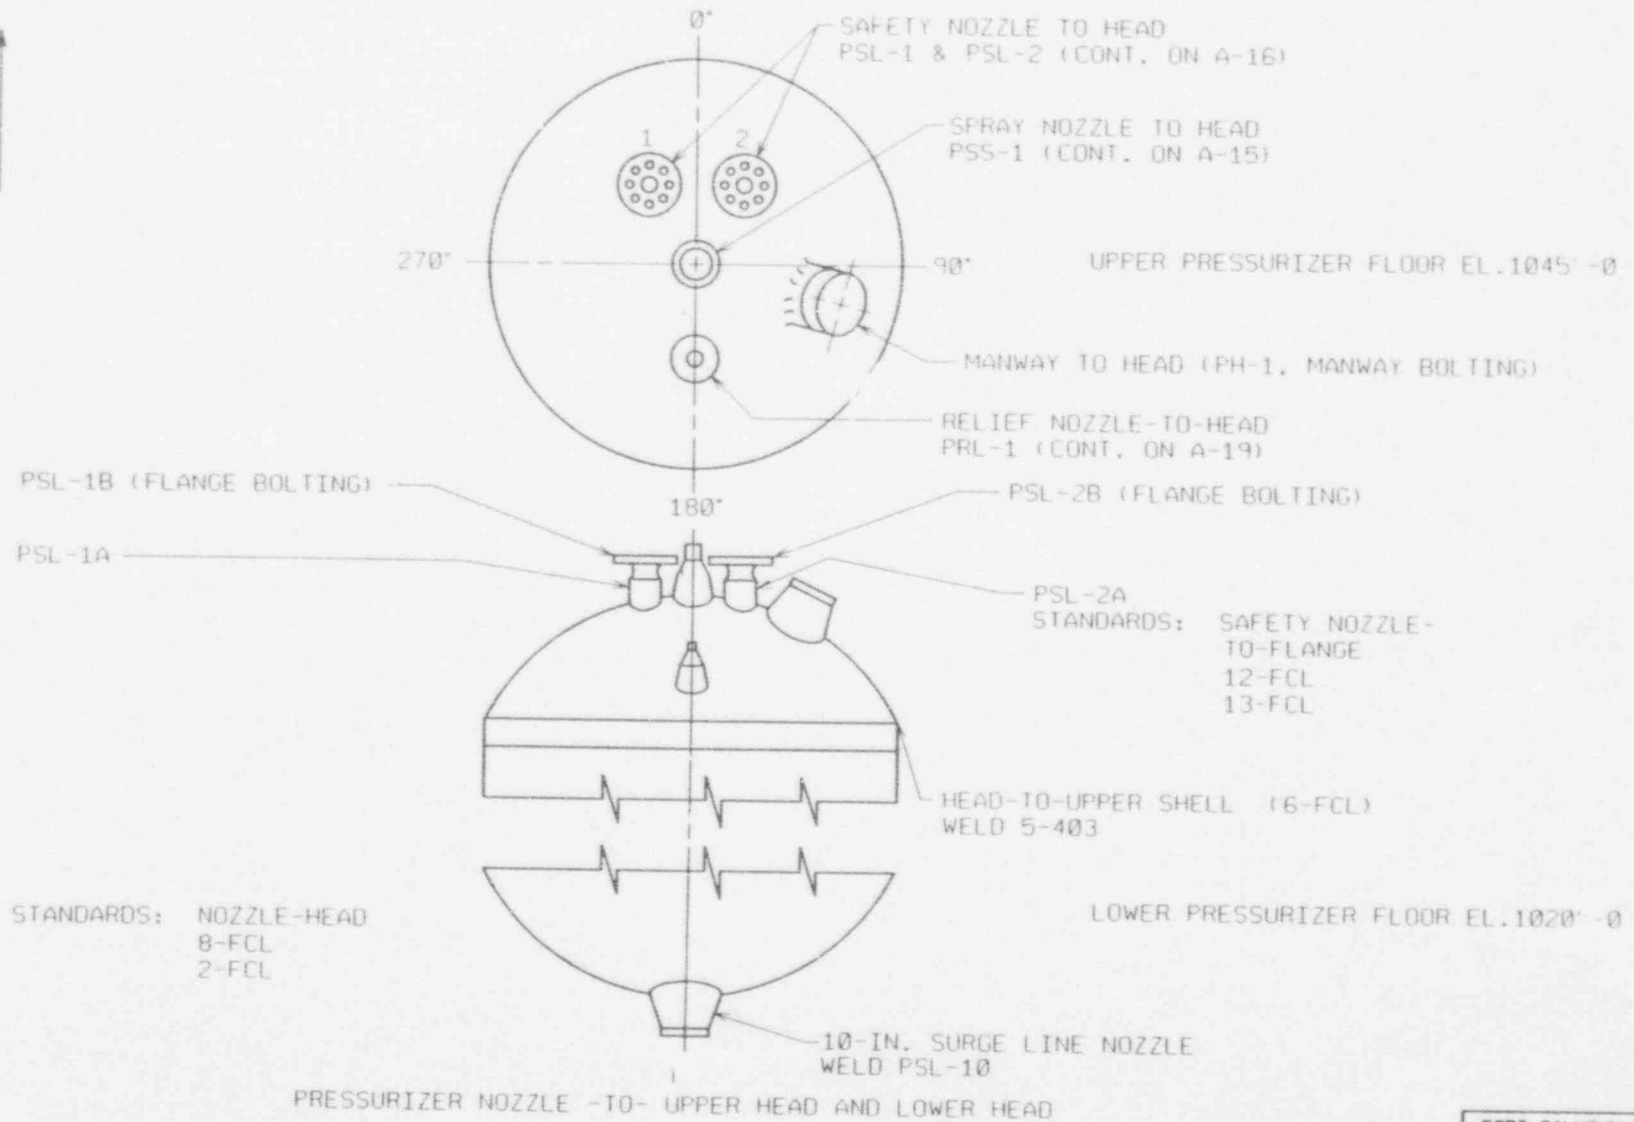 0°
SAFETY NOZZLE TO HEAD
PSL-1 & PSL-2 (CONT. ON A-16)
SPRAY NOZZLE TO HEAD
PSS-1 (CONT. ON A-15)
1
2
270°
90°
UPPER PRESSURIZER FLOOR EL.1045'-0
MANWAY TO HEAD (PH-1, MANWAY BOLTING)
RELIEF NOZZLE-TO-HEAD
PRL-1 (CONT. ON A-19)
180°
PSL-1B (FLANGE BOLTING)
PSL-2B (FLANGE BOLTING)
PSL-1A
PSL-2A
STANDARDS: SAFETY NOZZLE-
TO-FLANGE
12-FCL
13-FCL
HEAD-TO-UPPER SHELL (6-FCL)
WELD 5-403
STANDARDS: NOZZLE-HEAD
8-FCL
2-FCL
LOWER PRESSURIZER FLOOR EL.1020'-0
10-IN. SURGE LINE NOZZLE
WELD PSL-10
PRESSURIZER NOZZLE -TO- UPPER HEAD AND LOWER HEAD